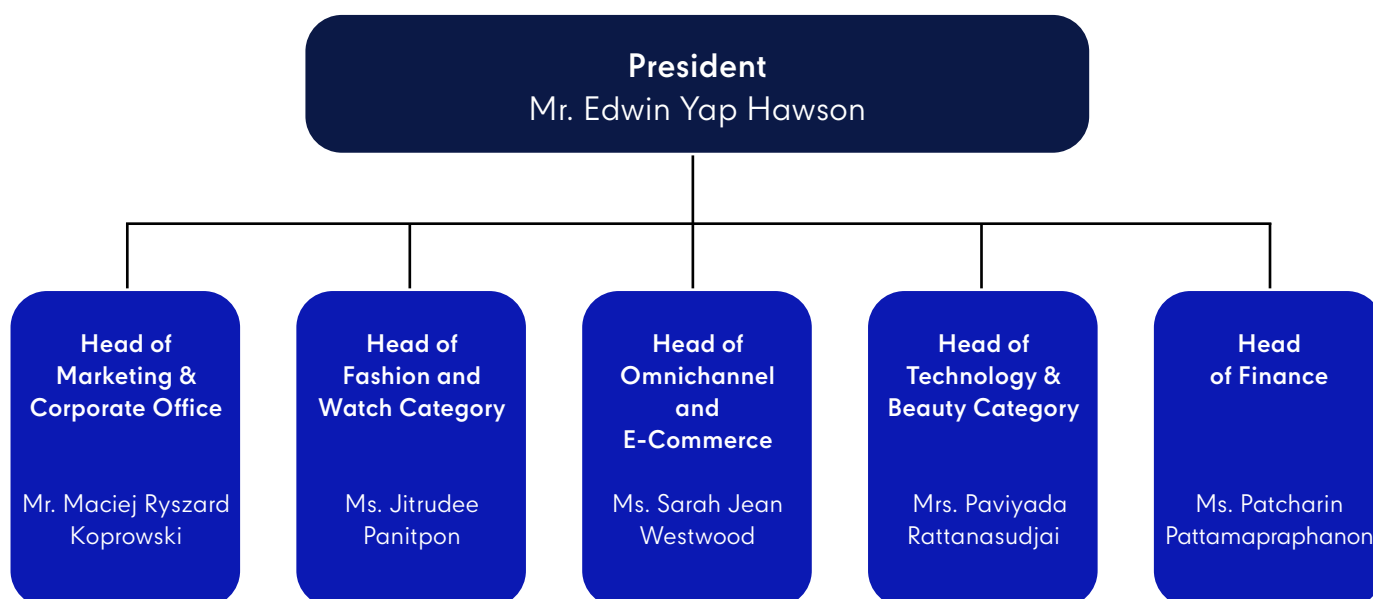 President
Mr. Edwin Yap Hawson
Head of
Marketing &
Corporate Office
Mr. Maciej Ryszard
Koprowski
Head of
Fashion and
Watch Category
Ms. Jitrudee
Panitpon
Head of
Omnichannel
and
E-Commerce
Ms. Sarah Jean
Westwood
Head of
Technology &
Beauty Category
Mrs. Paviyada
Rattanasudjai
Head
of Finance
Ms. Patcharin
Pattamapraphanon